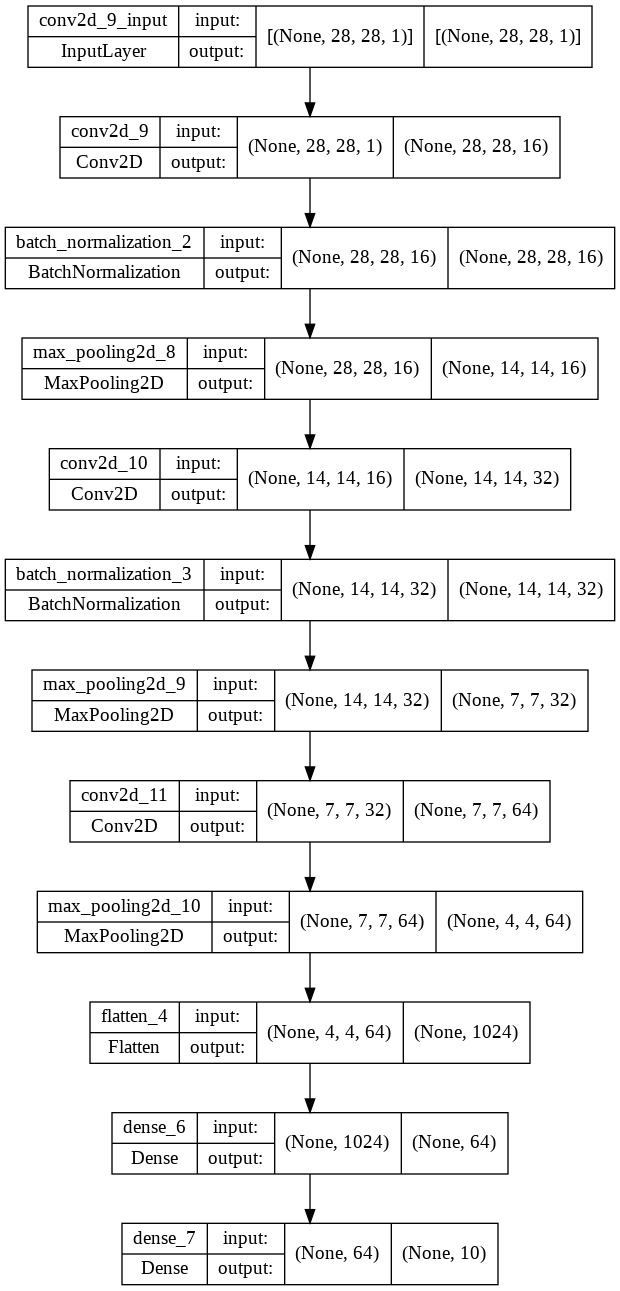 conv2d_9_input input: [(None, 28, 28, 1)] [(None, 28, 28, 1)]
InputLayer output:
conv2d_9 input: (None, 28, 28, 1) (None, 28, 28, 16)
Conv2D output:
batch_normalization_2 input: (None, 28, 28, 16) (None, 28, 28, 16)
BatchNormalization output:
max_pooling2d_8 input: (None, 28, 28, 16) (None, 14, 14, 16)
MaxPooling2D output:
conv2d_10 input: (None, 14, 14, 16) (None, 14, 14, 32)
Conv2D output:
batch_normalization_3 input: (None, 14, 14, 32) (None, 14, 14, 32)
BatchNormalization output:
max_pooling2d_9 input: (None, 14, 14, 32) (None, 7, 7, 32)
MaxPooling2D output:
conv2d_11 input: (None, 7, 7, 32) (None, 7, 7, 64)
Conv2D output:
max_pooling2d_10 input: (None, 7, 7, 64) (None, 4, 4, 64)
MaxPooling2D output:
flatten_4 input: (None, 4, 4, 64) (None, 1024)
Flatten output:
dense_6 input: (None, 1024) (None, 64)
Dense output:
dense_7 input: (None, 64) (None, 10)
Dense output: